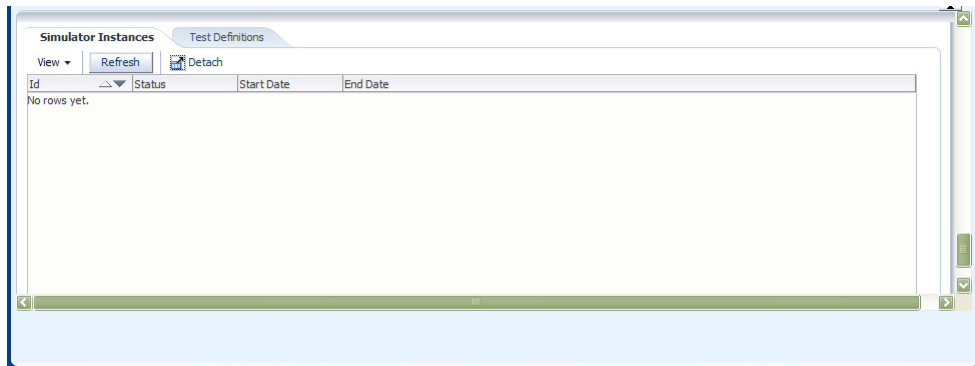 Simulator Instances Test Definitions
View Refresh Detach
Id Status Start Date End Date
No rows yet.